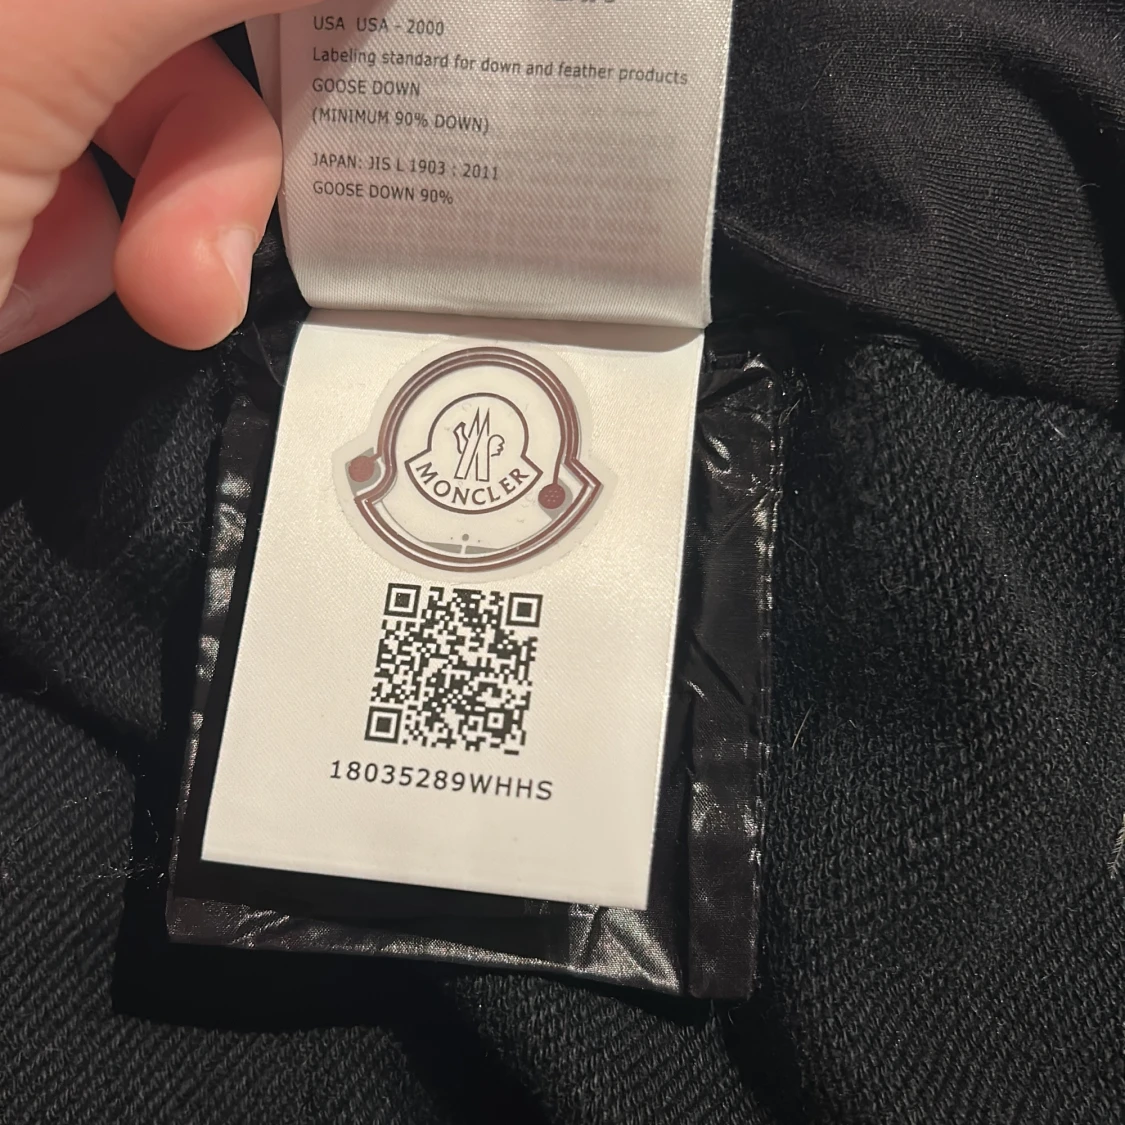 USA USA - 2000
Labeling standard for down and feather products
GOOSE DOWN
(MINIMUM 90% DOWN)
JAPAN: JIS L 1903 : 2011
GOOSE DOWN 90%
MONCLER
18035289WHHS